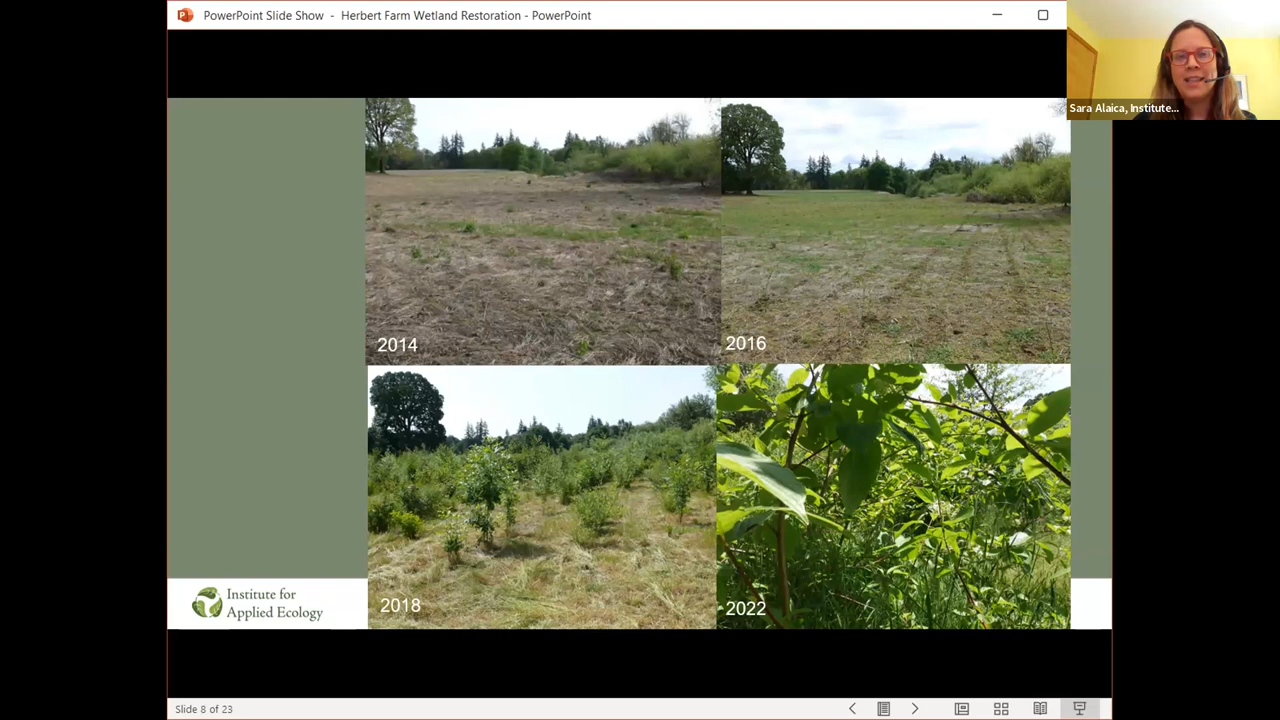 PowerPoint Slide Show - Herbert Farm Wetland Restoration - PowerPoint
Sara Alaica, Institute...
2014
2016
2018
2022
Institute for
Applied Ecology
Slide 8 of 23